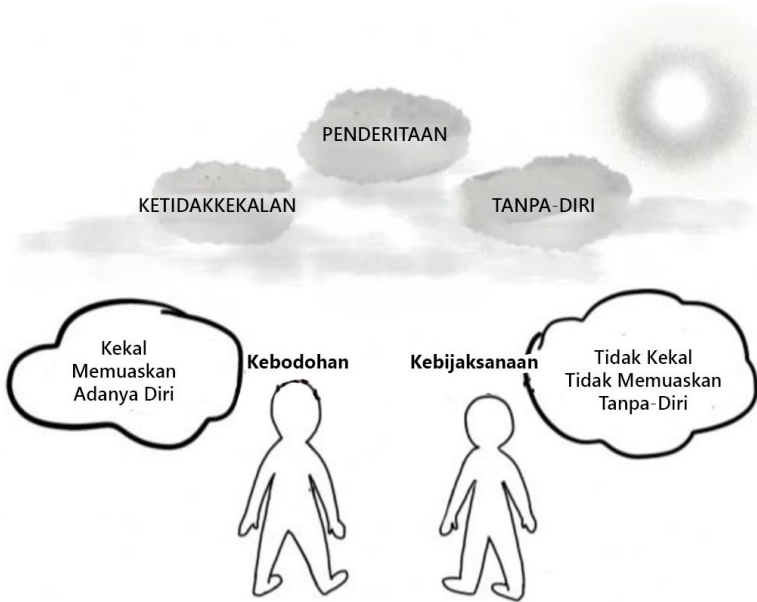 PENDERITAAN
KETIDAKKEKALAN
TANPA-DIRI
Kekal
Memuaskan
Adanya Diri
Kebodohan
Kebijaksanaan
Tidak Kekal
Tidak Memuaskan
Tanpa-Diri